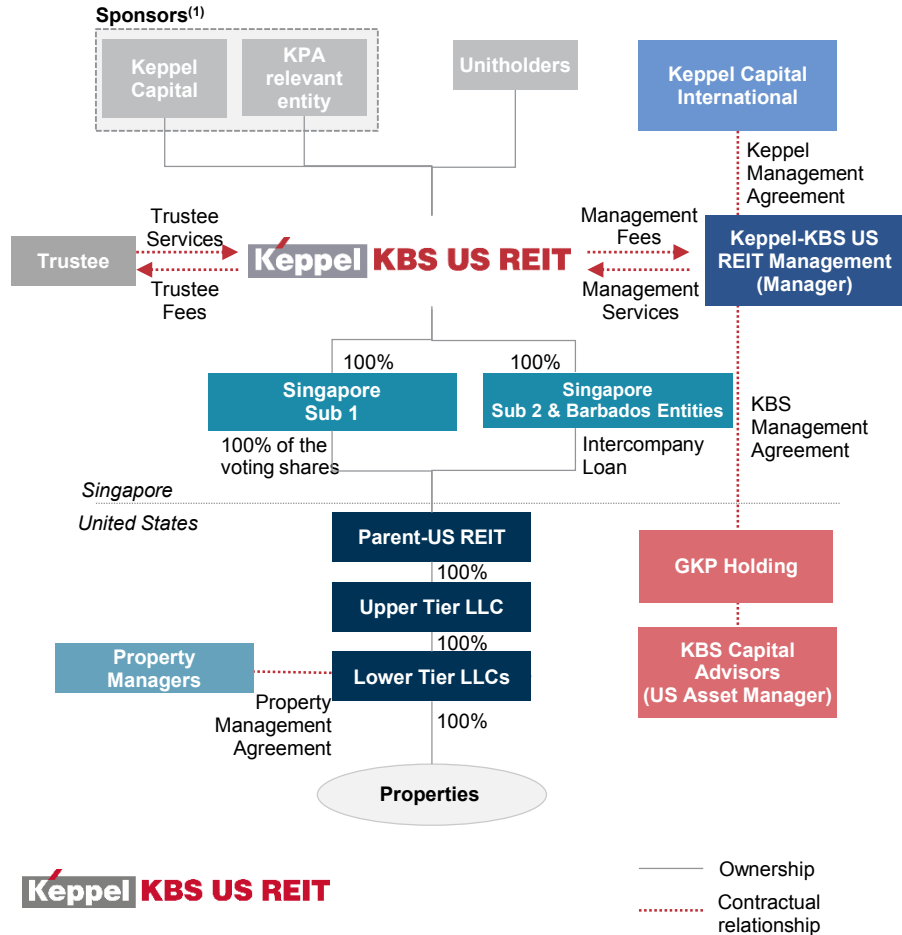 Sponsors(1)
Keppel
Capital
KPA
relevant
entity
Unitholders
Keppel Capital
International
Keppel
Management
Agreement
Trustee
Services
Trustee
Trustee
Fees
Keppel KBS US REIT
Management
Fees
Management
Services
Keppel-KBS US
REIT Management
(Manager)
100%
100%
Singapore
Sub 1
Singapore
Sub 2 & Barbados Entities
KBS
Management
Agreement
100% of the
voting shares
Intercompany
Loan
Singapore
United States
Parent-US REIT
100%
Upper Tier LLC
100%
Lower Tier LLCs
100%
GKP Holding
KBS Capital
Advisors
(US Asset Manager)
Property
Managers
Property
Management
Agreement
Properties
Keppel KBS US REIT
Ownership
Contractual
relationship